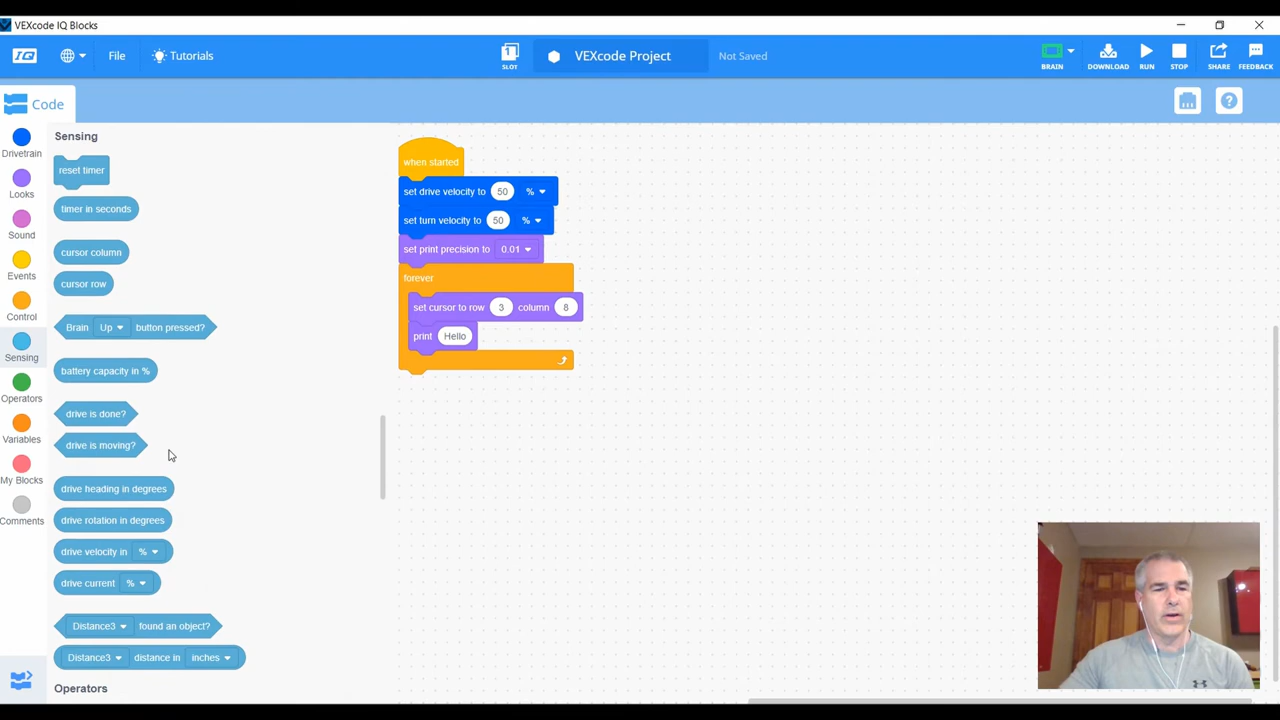 VEXcode IQ Blocks
IQ
File
Tutorials
1
SLOT
VEXcode Project
Not Saved
BRAIN
DOWNLOAD
RUN
STOP
SHARE
FEEDBACK
Code
Drivetrain
Looks
Sound
Events
Control
Sensing
Operators
Variables
My Blocks
Comments
Sensing
reset timer
timer in seconds
cursor column
cursor row
Brain Up button pressed?
battery capacity in %
drive is done?
drive is moving?
drive heading in degrees
drive rotation in degrees
drive velocity in %
drive current %
Distance3 found an object?
Distance3 distance in inches
Operators
when started
set drive velocity to 50 %
set turn velocity to 50 %
set print precision to 0.01
forever
set cursor to row 3 column 8
print Hello